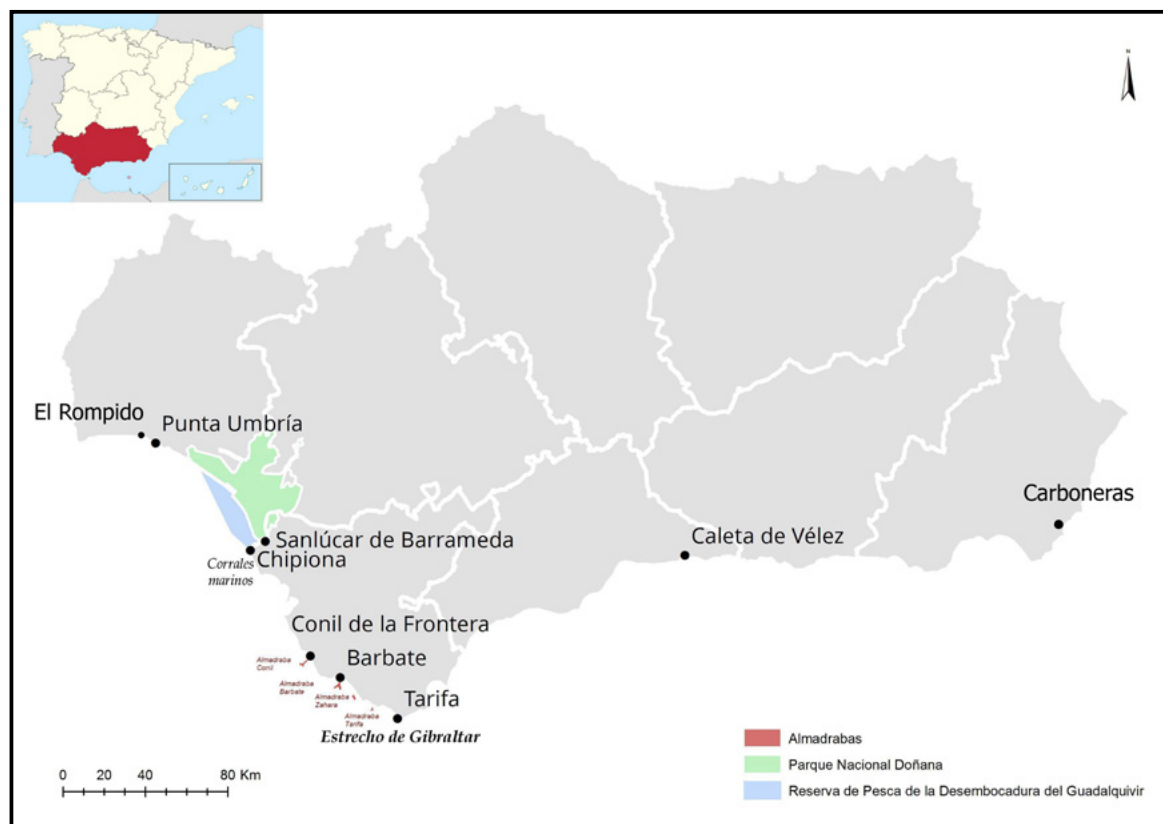 N
El Rompido
Punta Umbría
Carboneras
Sanlúcar de Barrameda
Caleta de Vélez
Chipiona
Corrales
marinos
Conil de la Frontera
Almadraba
Conil
Barbate
Almadraba
Barbate
Almadraba
Zahara
Tarifa
Almadraba
Tarifa
Estrecho de Gibraltar
Almadrabas
Parque Nacional Doñana
Reserva de Pesca de la Desembocadura del Guadalquivir
0 20 40 80 Km